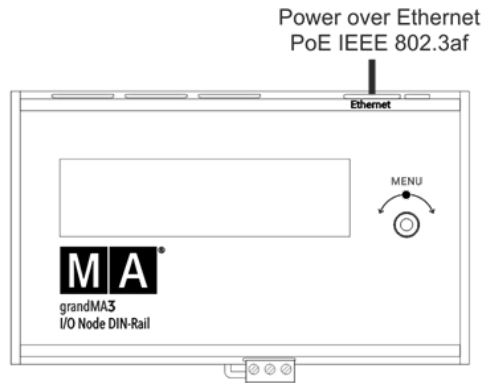 Power over Ethernet
PoE IEEE 802.3af
Ethernet
MENU
MA®
grandMA3
I/O Node DIN-Rail